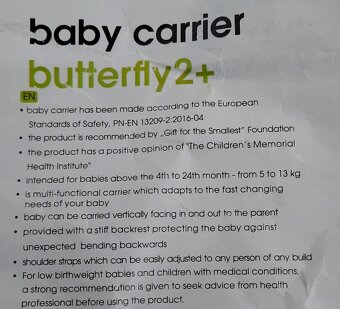 baby carrier
butterfly2+
EN
• baby carrier has been made according to the European
Standards of Safety, PN-EN 13209-2:2016-04
• the product is recommended by „Gift for the Smallest" Foundation
• the product has a positive opinion of "The Children´s Memorial
Health Institute"
• intended for babies above the 4th to 24th month - from 5 to 13 kg
• is multi-functional carrier which adapts to the fast changing
needs of your baby
• baby can be carried vertically facing in and out to the parent
• provided with a stiff backrest protecting the baby against
unexpected bending backwards
• shoulder straps which can be easily adjusted to any person of any build
• For low birthweight babies and children with medical conditions,
a strong recommendation is given to seek advice from health
professional before using the product.